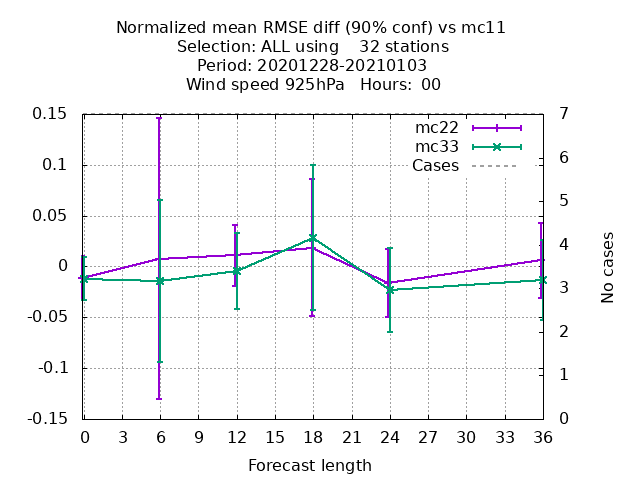 Normalized mean RMSE diff (90% conf) vs mc11
Selection: ALL using    32 stations
Period: 20201228-20210103
Wind speed 925hPa   Hours:  00
0.15
0.1
0.05
0
-0.05
-0.1
-0.15
mc22
mc33
Cases
7
6
5
4
3
2
1
0
No cases
0 3 6 9 12 15 18 21 24 27 30 33 36
Forecast length